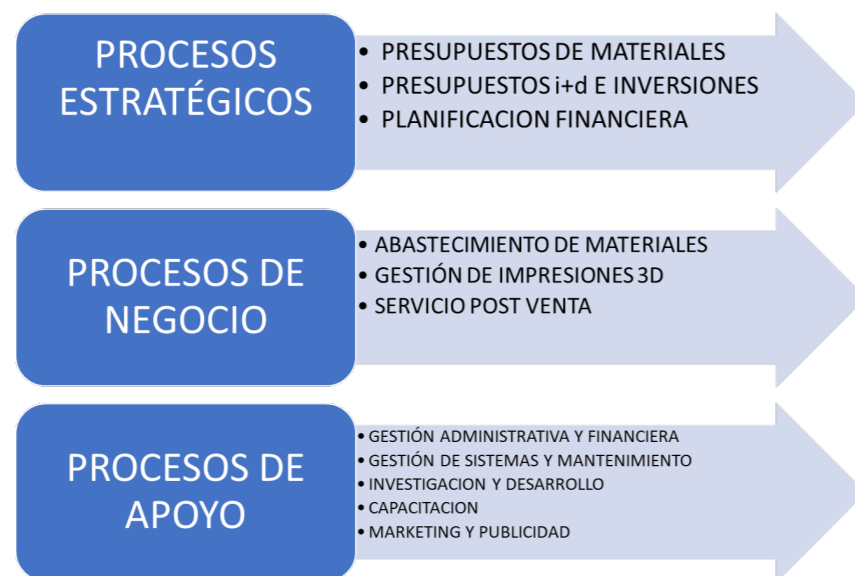 PROCESOS
ESTRATÉGICOS
• PRESUPUESTOS DE MATERIALES
• PRESUPUESTOS i+d E INVERSIONES
• PLANIFICACION FINANCIERA
PROCESOS DE
NEGOCIO
• ABASTECIMIENTO DE MATERIALES
• GESTIÓN DE IMPRESIONES 3D
• SERVICIO POST VENTA
PROCESOS DE
APOYO
• GESTIÓN ADMINISTRATIVA Y FINANCIERA
• GESTIÓN DE SISTEMAS Y MANTENIMIENTO
• INVESTIGACION Y DESARROLLO
• CAPACITACION
• MARKETING Y PUBLICIDAD